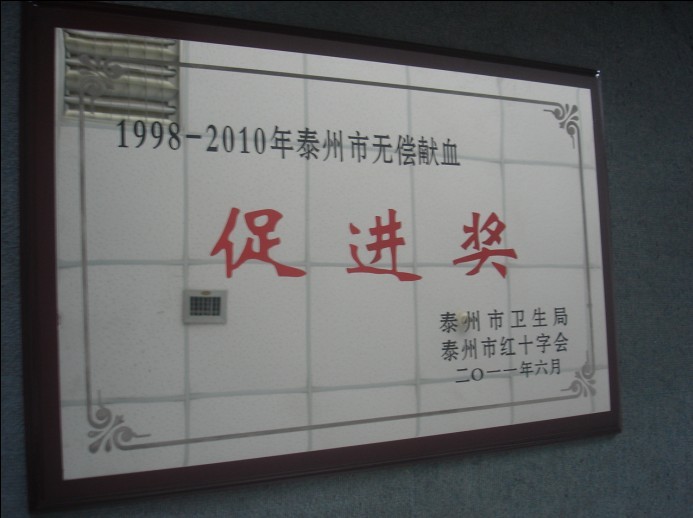 1998-2010年泰州市无偿献血
促进奖
泰州市卫生局
泰州市红十字会
二〇一一年六月